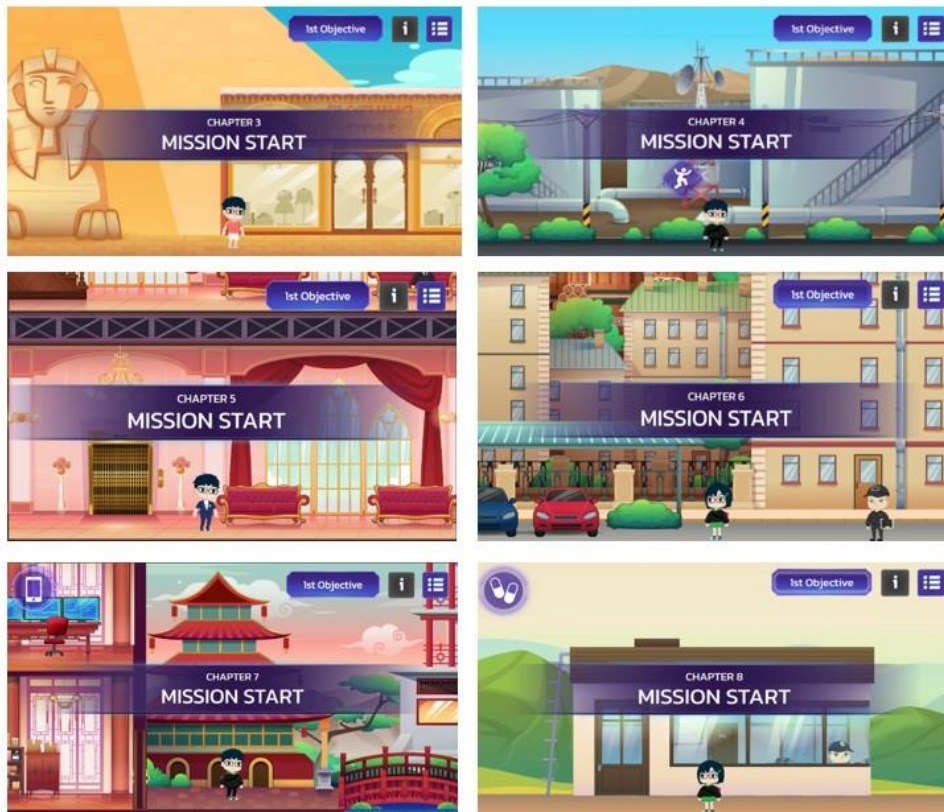 1st Objective
i
CHAPTER 3
MISSION START
1st Objective
i
CHAPTER 4
MISSION START
1st Objective
i
CHAPTER 5
MISSION START
1st Objective
i
CHAPTER 6
MISSION START
1st Objective
i
CHAPTER 7
MISSION START
1st Objective
i
CHAPTER 8
MISSION START